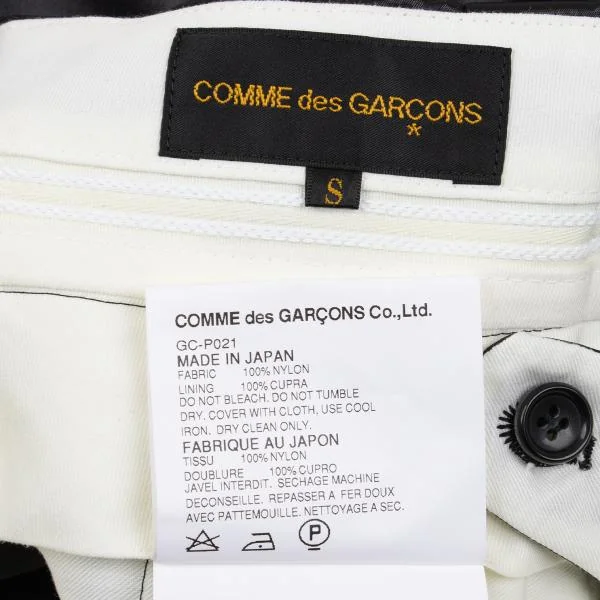 COMME des GARCONS
*
S
COMME des GARÇONS Co.,Ltd.
GC-P021
MADE IN JAPAN
FABRIC 100% NYLON
LINING 100% CUPRA
DO NOT BLEACH. DO NOT TUMBLE
DRY. COVER WITH CLOTH, USE COOL
IRON. DRY CLEAN ONLY.
FABRIQUE AU JAPON
TISSU 100% NYLON
DOUBLURE 100% CUPRO
JAVEL INTERDIT. SECHAGE MACHINE
DECONSEILLE. REPASSER A FER DOUX
AVEC PATTEMOUILLE. NETTOYAGE A SEC.
P